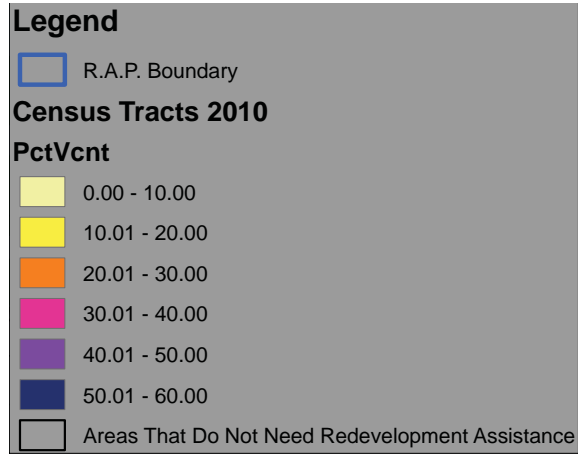 Legend
R.A.P. Boundary
Census Tracts 2010
PctVcnt
0.00 - 10.00
10.01 - 20.00
20.01 - 30.00
30.01 - 40.00
40.01 - 50.00
50.01 - 60.00
Areas That Do Not Need Redevelopment Assistance